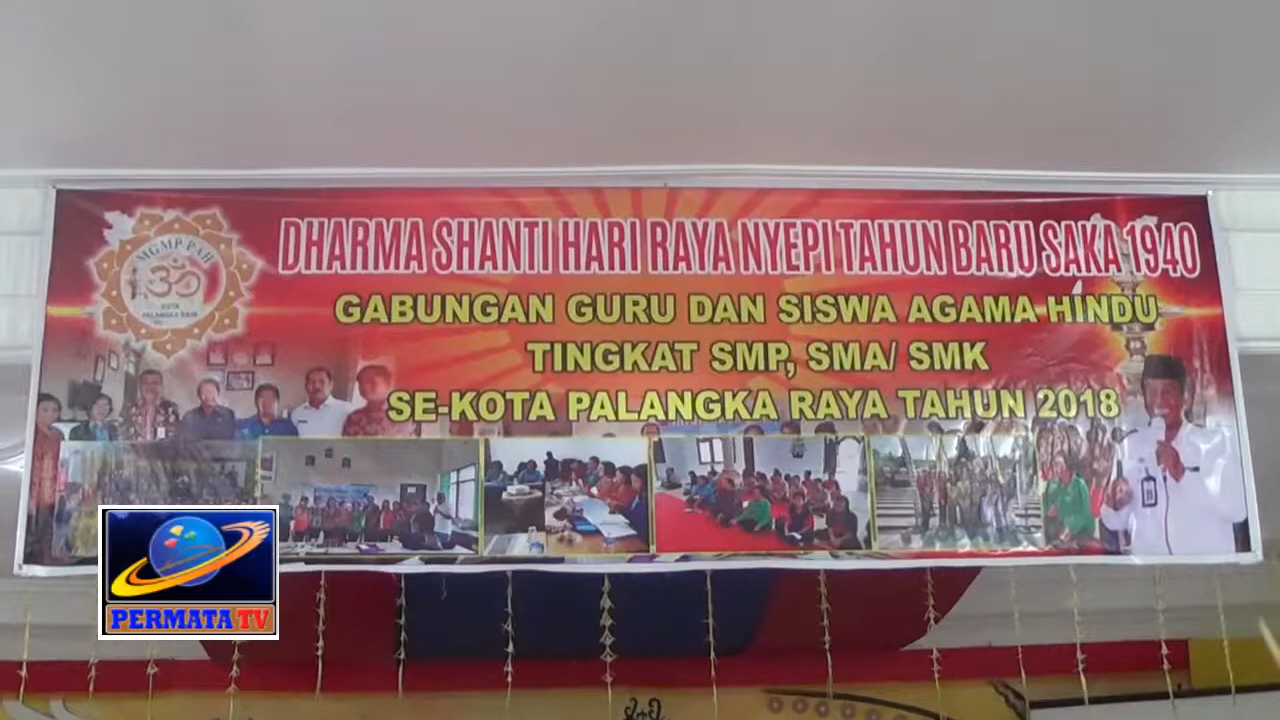 DHARMA SHANTI HARI RAYA NYEPI TAHUN BARU SAKA 1940
GABUNGAN GURU DAN SISWA AGAMA HINDU
TINGKAT SMP, SMA/ SMK
SE-KOTA PALANGKA RAYA TAHUN 2018
MGMP PAH
ॐ
KOTA
PALANGKA RAYA
PERMATA TV